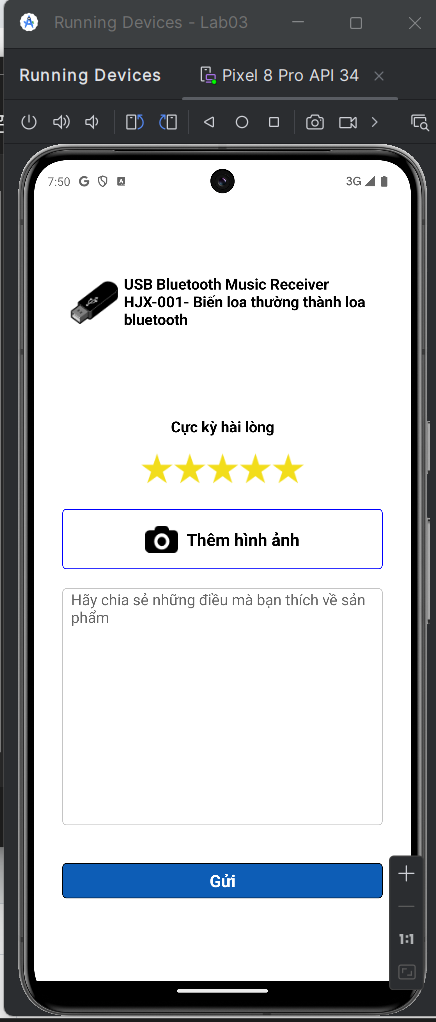 Running Devices - Lab03
Running Devices
Pixel 8 Pro API 34
7:50
G
A
3G
USB Bluetooth Music Receiver
HJX-001- Biến loa thường thành loa
bluetooth
Cực kỳ hài lòng
Thêm hình ảnh
Hãy chia sẻ những điều mà bạn thích về sản
phẩm
Gửi
1:1